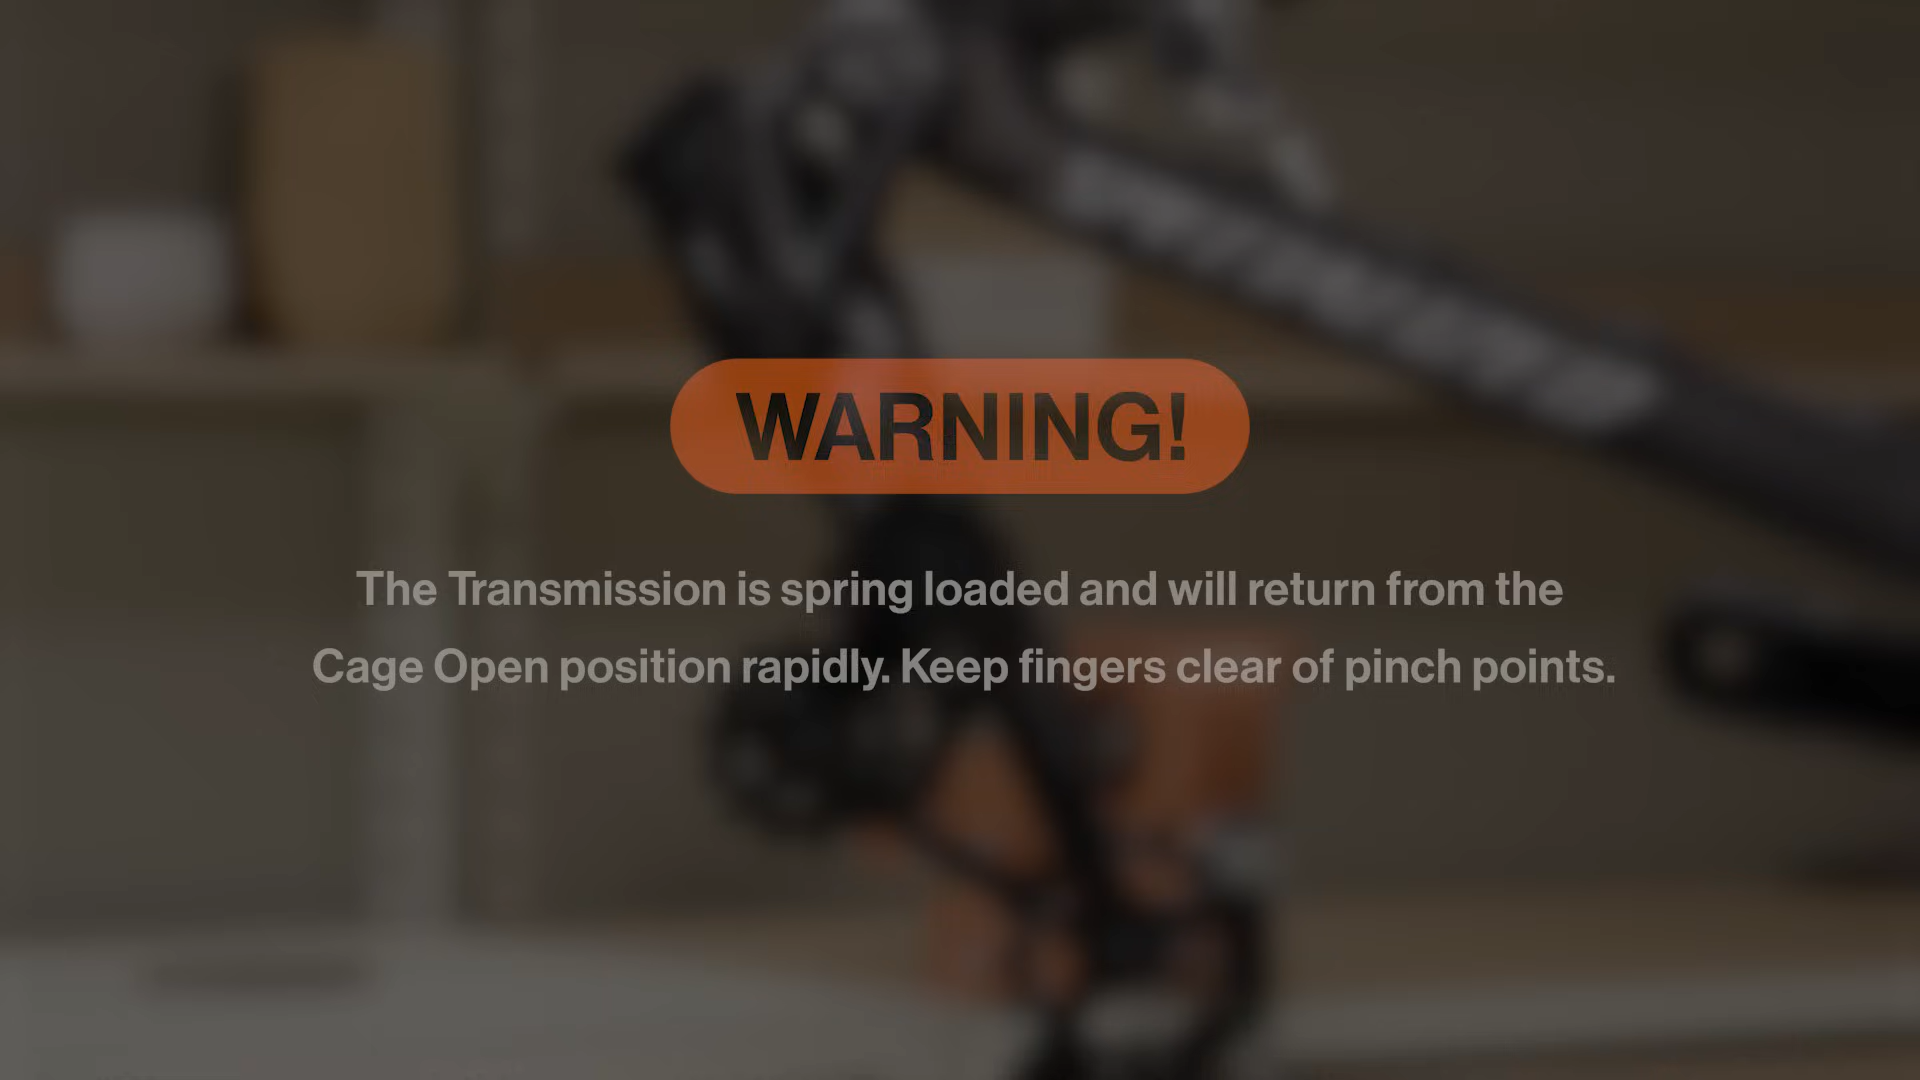 WARNING!
The Transmission is spring loaded and will return from the
Cage Open position rapidly. Keep fingers clear of pinch points.